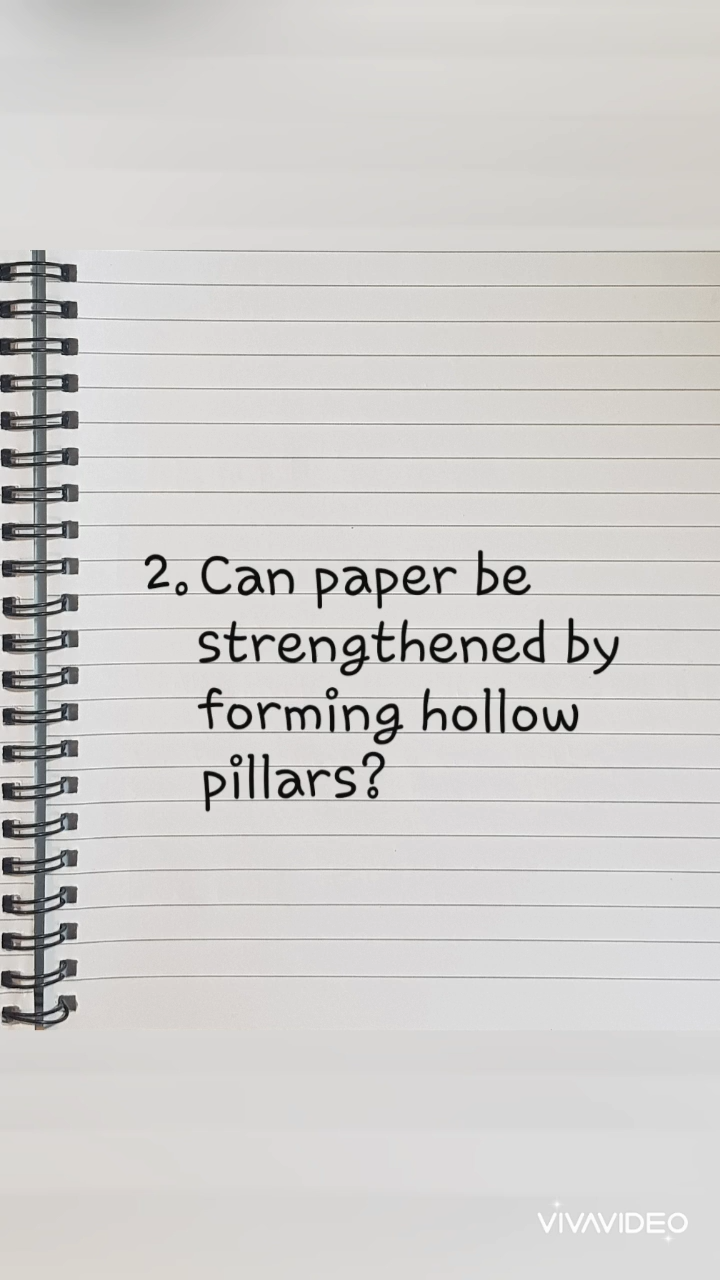 2. Can paper be
strengthened by
forming hollow
pillars?
VIVAVIDEO